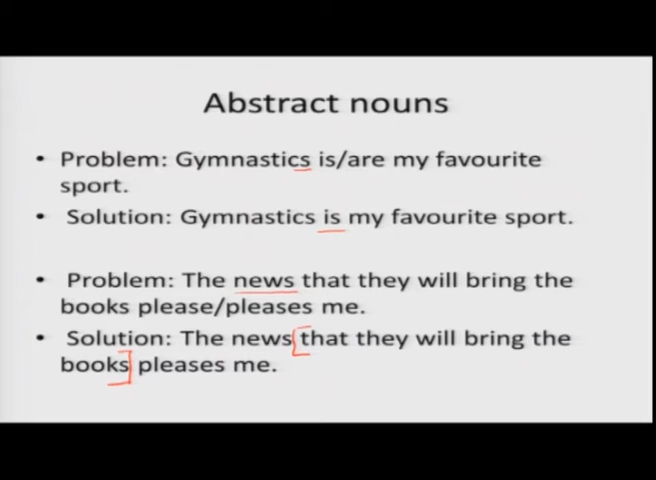 Abstract nouns
• Problem: Gymnastics is/are my favourite
sport.
• Solution: Gymnastics is my favourite sport.
• Problem: The news that they will bring the
books please/pleases me.
• Solution: The news [that they will bring the
books] pleases me.